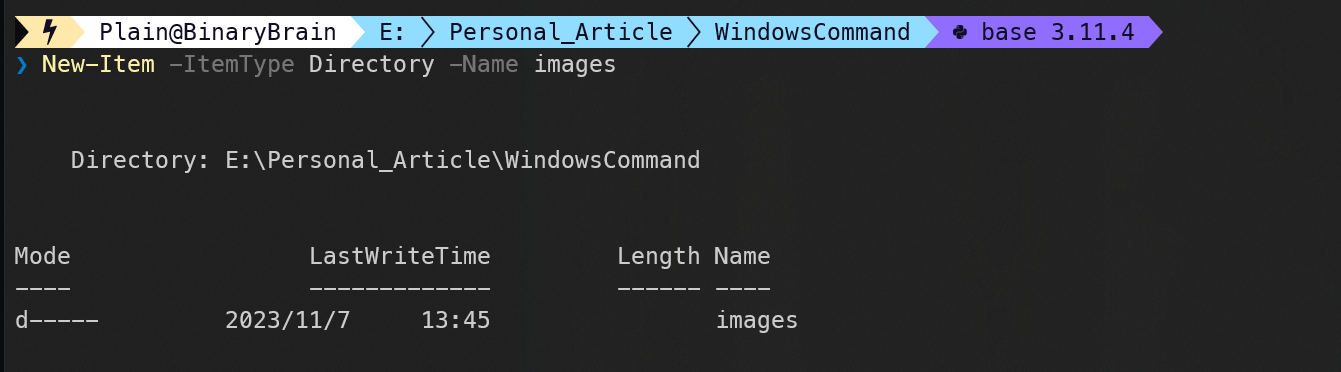 Plain@BinaryBrain E: Personal_Article WindowsCommand base 3.11.4
❯ New-Item -ItemType Directory -Name images
Directory: E:\Personal_Article\WindowsCommand
Mode LastWriteTime Length Name
---- ------------- ------ ----
d----- 2023/11/7 13:45 images